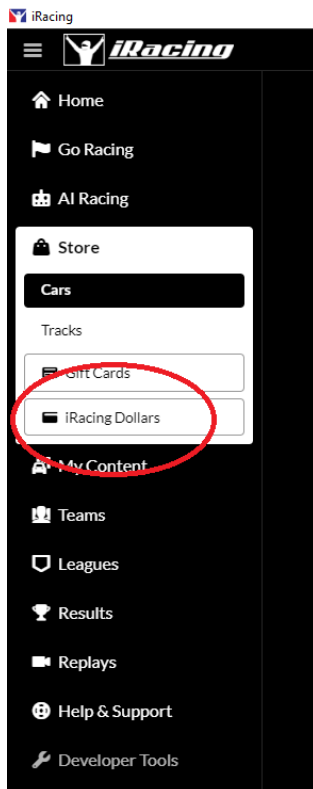 iRacing
iRacing
Home
Go Racing
AI Racing
Store
Cars
Tracks
Gift Cards
iRacing Dollars
My Content
Teams
Leagues
Results
Replays
Help & Support
Developer Tools